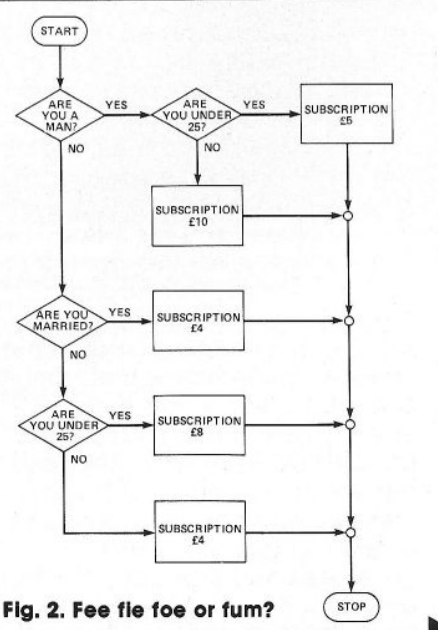 START
ARE
YOU A
MAN?
YES
ARE
YOU UNDER
25?
YES
SUBSCRIPTION
£5
NO
NO
SUBSCRIPTION
£10
ARE YOU
MARRIED?
YES
SUBSCRIPTION
£4
NO
ARE
YOU UNDER
25?
YES
SUBSCRIPTION
£8
NO
SUBSCRIPTION
£4
STOP
Fig. 2. Fee fie foe or fum?